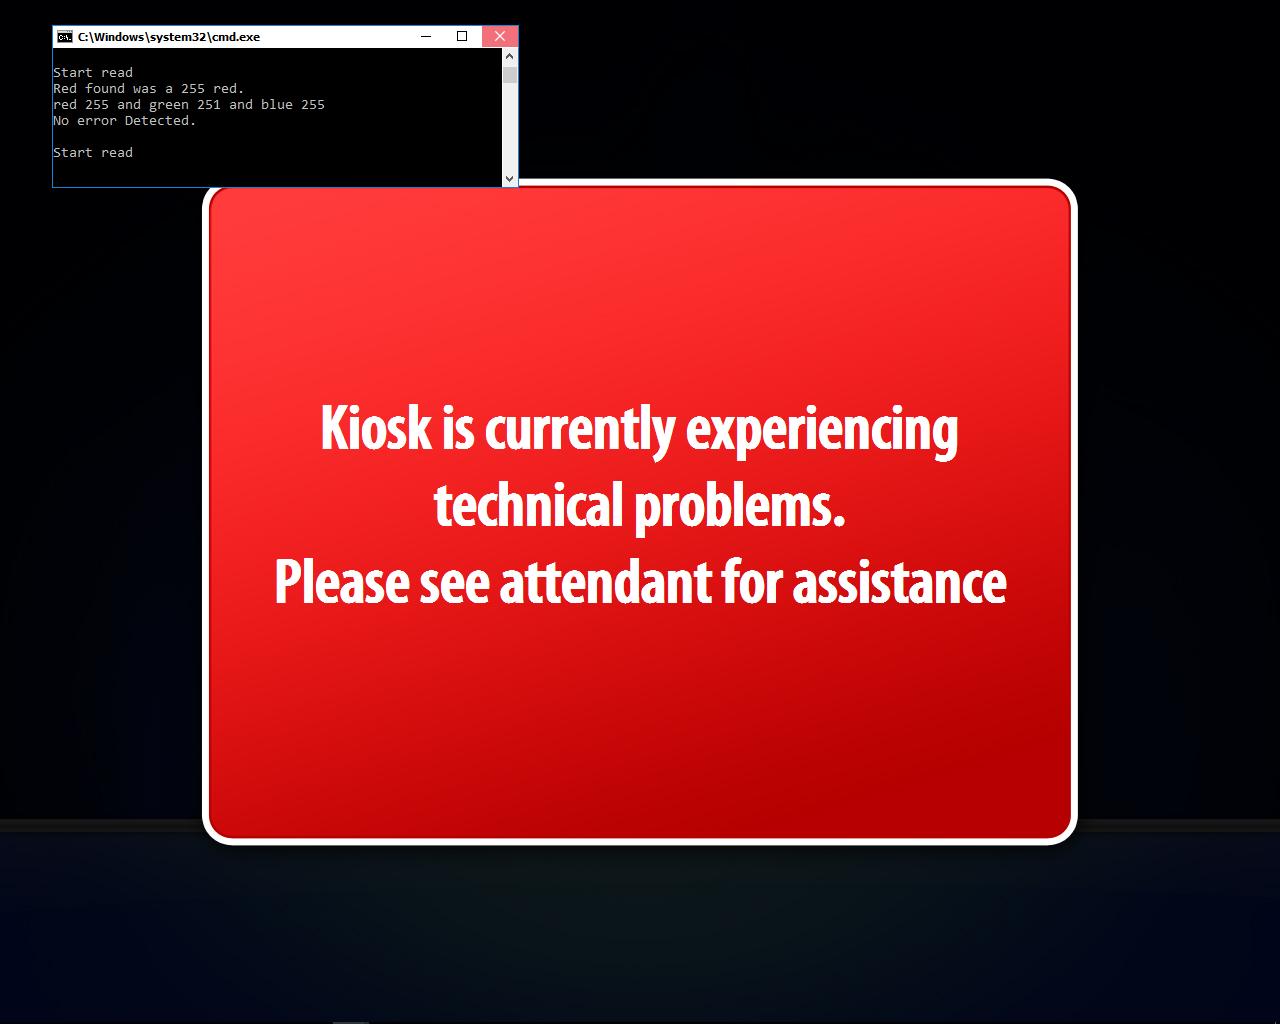 C:\Windows\system32\cmd.exe
Start read
Red found was a 255 red.
red 255 and green 251 and blue 255
No error Detected.
Start read
Kiosk is currently experiencing
technical problems.
Please see attendant for assistance